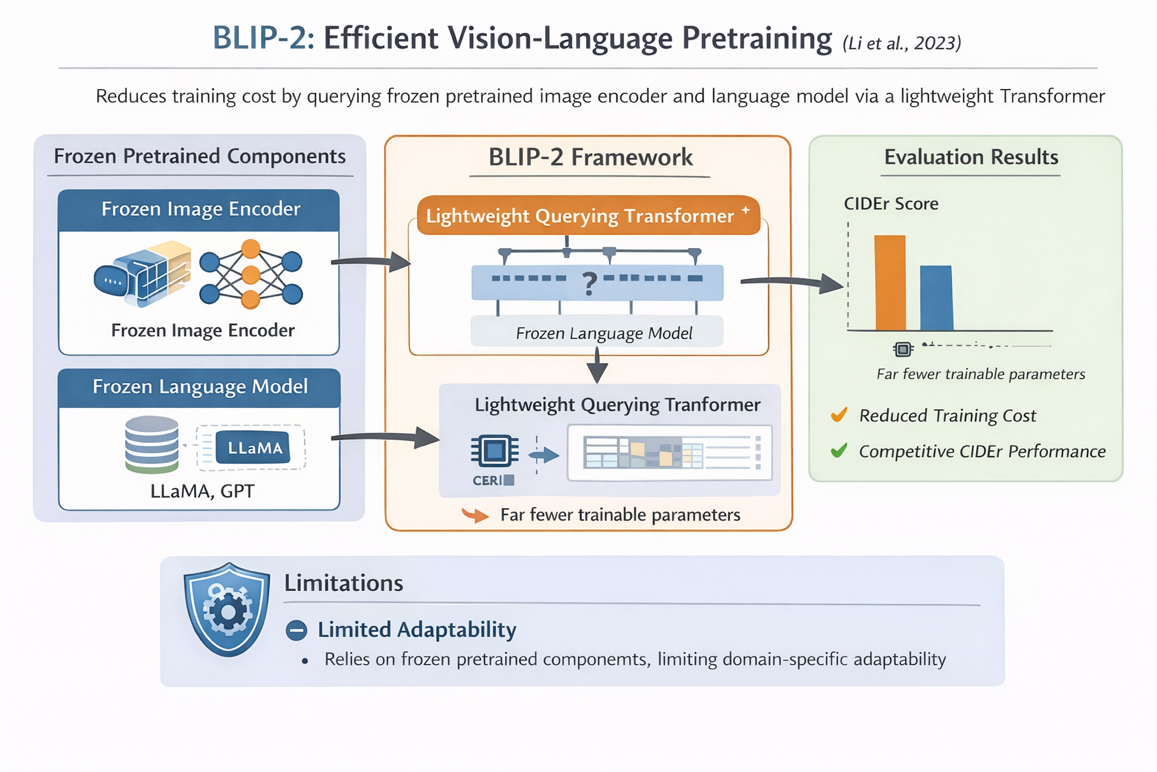 BLIP-2: Efficient Vision-Language Pretraining (Li et al., 2023)
Reduces training cost by querying frozen pretrained image encoder and language model via a lightweight Transformer
Frozen Pretrained Components
Frozen Image Encoder
Frozen Image Encoder
Frozen Language Model
LLaMA
LLaMA, GPT
BLIP-2 Framework
Lightweight Querying Transformer +
?
Frozen Language Model
Lightweight Querying Tranformer
CERI
Far fewer trainable parameters
Evaluation Results
CIDEr Score
Far fewer trainable parameters
Reduced Training Cost
Competitive CIDEr Performance
Limitations
Limited Adaptability
• Relies on frozen pretrained componemts, limiting domain-specific adaptability